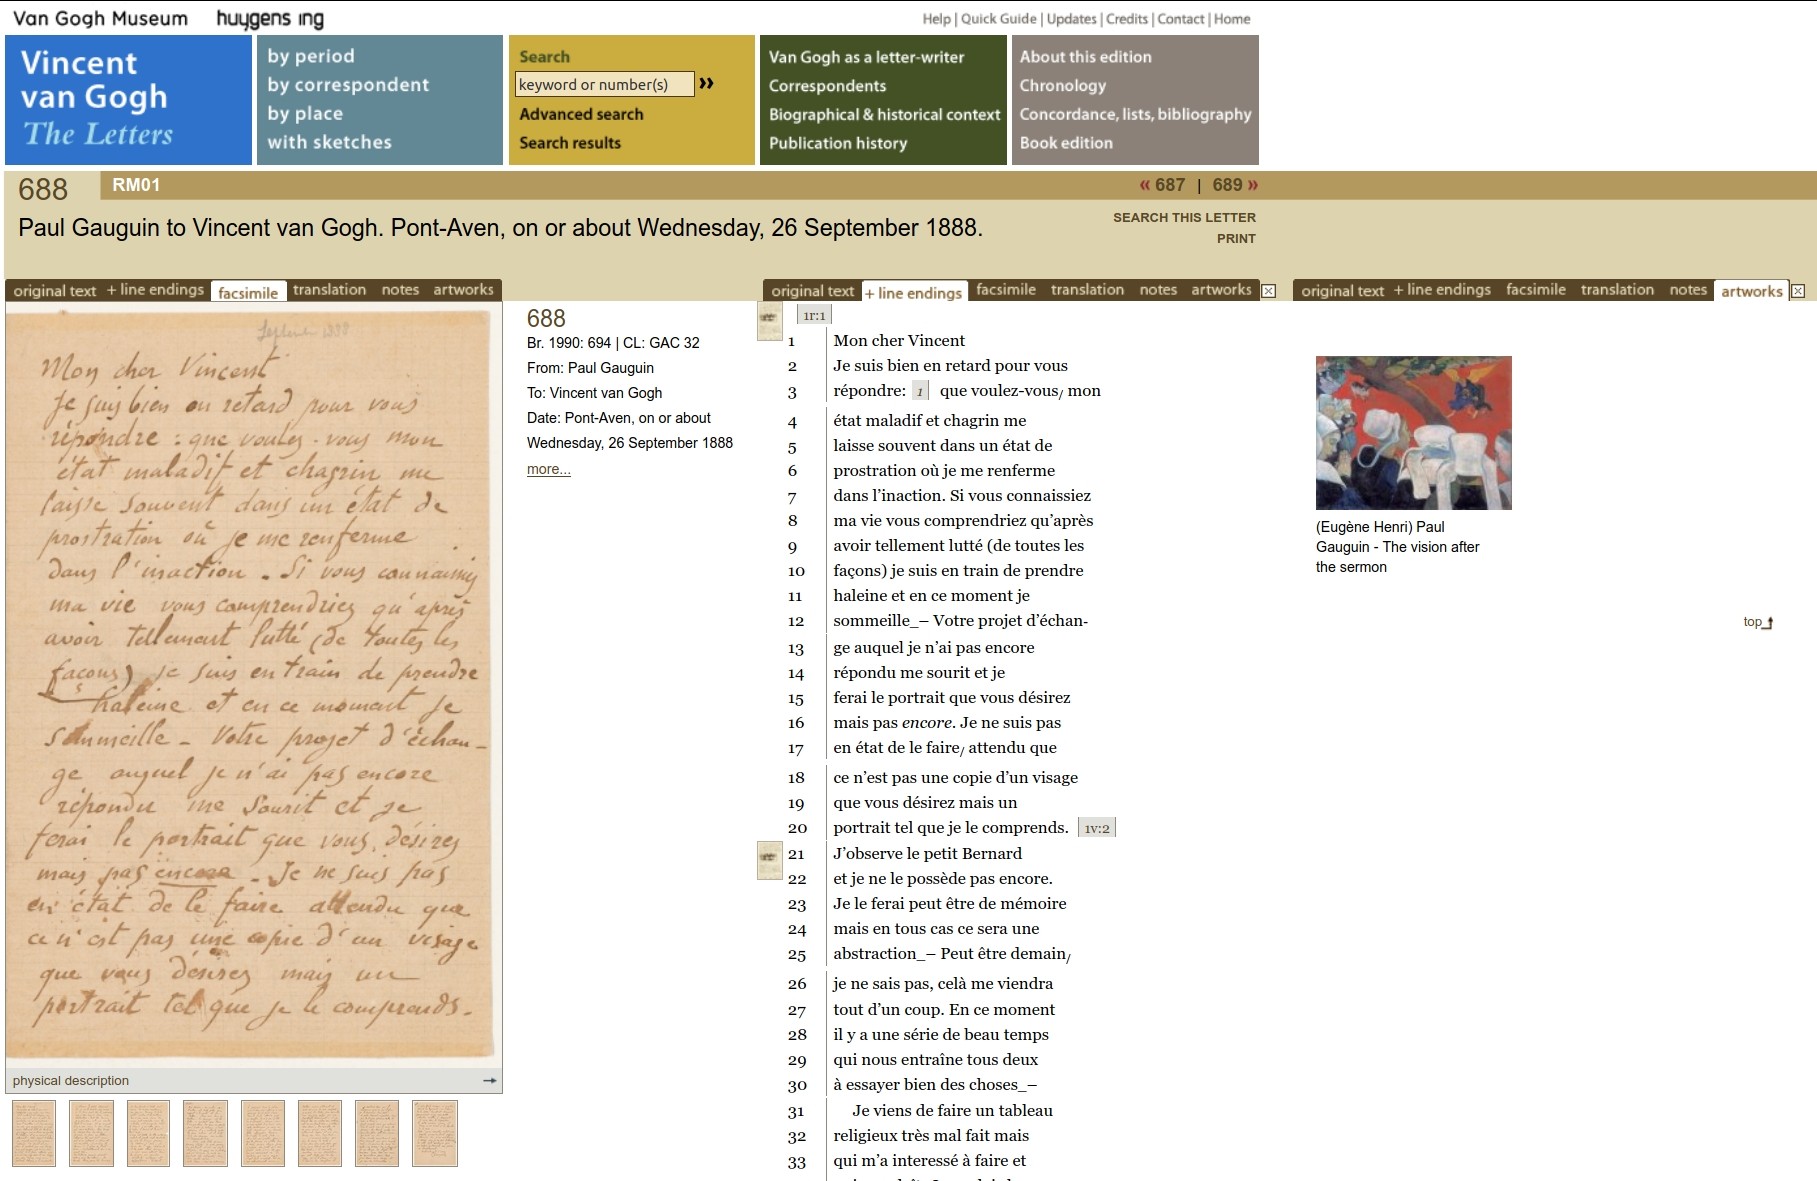 Van Gogh Museum
huygens ıng
Help | Quick Guide | Updates | Credits | Contact | Home
Vincent
van Gogh
The Letters
by period
by correspondent
by place
with sketches
Search
keyword or number(s) »
Advanced search
Search results
Van Gogh as a letter-writer
Correspondents
Biographical & historical context
Publication history
About this edition
Chronology
Concordance, lists, bibliography
Book edition
688 RM01
« 687 | 689 »
Paul Gauguin to Vincent van Gogh. Pont-Aven, on or about Wednesday, 26 September 1888.
SEARCH THIS LETTER
PRINT
original text + line endings facsimile translation notes artworks
Mon cher Vincent
Je suis bien en retard pour vous
répondre : que voulez-vous mon
état maladif et chagrin me
laisse souvent dans un état de
prostration où je me renferme
dans l'inaction. Si vous connaissiez
ma vie vous comprendriez qu'après
avoir tellement lutté (de toutes les
façons) je suis en train de prendre
haleine et en ce moment je
sommeille – Votre projet d'échan-
ge auquel je n'ai pas encore
répondu me sourit et je
ferai le portrait que vous désirez
mais pas encore. Je ne suis pas
en état de le faire attendu que
ce n'est pas une copie d'un visage
que vous désirez mais un
portrait tel que je le comprends.
physical description →
688
Br. 1990: 694 | CL: GAC 32
From: Paul Gauguin
To: Vincent van Gogh
Date: Pont-Aven, on or about
Wednesday, 26 September 1888
more...
original text + line endings facsimile translation notes artworks
1r:1
1 Mon cher Vincent
2 Je suis bien en retard pour vous
3 répondre: 1 que voulez-vous/ mon
4 état maladif et chagrin me
5 laisse souvent dans un état de
6 prostration où je me renferme
7 dans l’inaction. Si vous connaissiez
8 ma vie vous comprendriez qu’après
9 avoir tellement lutté (de toutes les
10 façons) je suis en train de prendre
11 haleine et en ce moment je
12 sommeille_– Votre projet d’échan-
13 ge auquel je n’ai pas encore
14 répondu me sourit et je
15 ferai le portrait que vous désirez
16 mais pas encore. Je ne suis pas
17 en état de le faire/ attendu que
18 ce n’est pas une copie d’un visage
19 que vous désirez mais un
20 portrait tel que je le comprends. 1v:2
21 J’observe le petit Bernard
22 et je ne le possède pas encore.
23 Je le ferai peut être de mémoire
24 mais en tous cas ce sera une
25 abstraction_– Peut être demain/
26 je ne sais pas, celà me viendra
27 tout d’un coup. En ce moment
28 il y a une série de beau temps
29 qui nous entraîne tous deux
30 à essayer bien des choses_–
31 Je viens de faire un tableau
32 religieux très mal fait mais
33 qui m’a interessé à faire et
original text + line endings facsimile translation notes artworks
(Eugène Henri) Paul
Gauguin - The vision after
the sermon
top